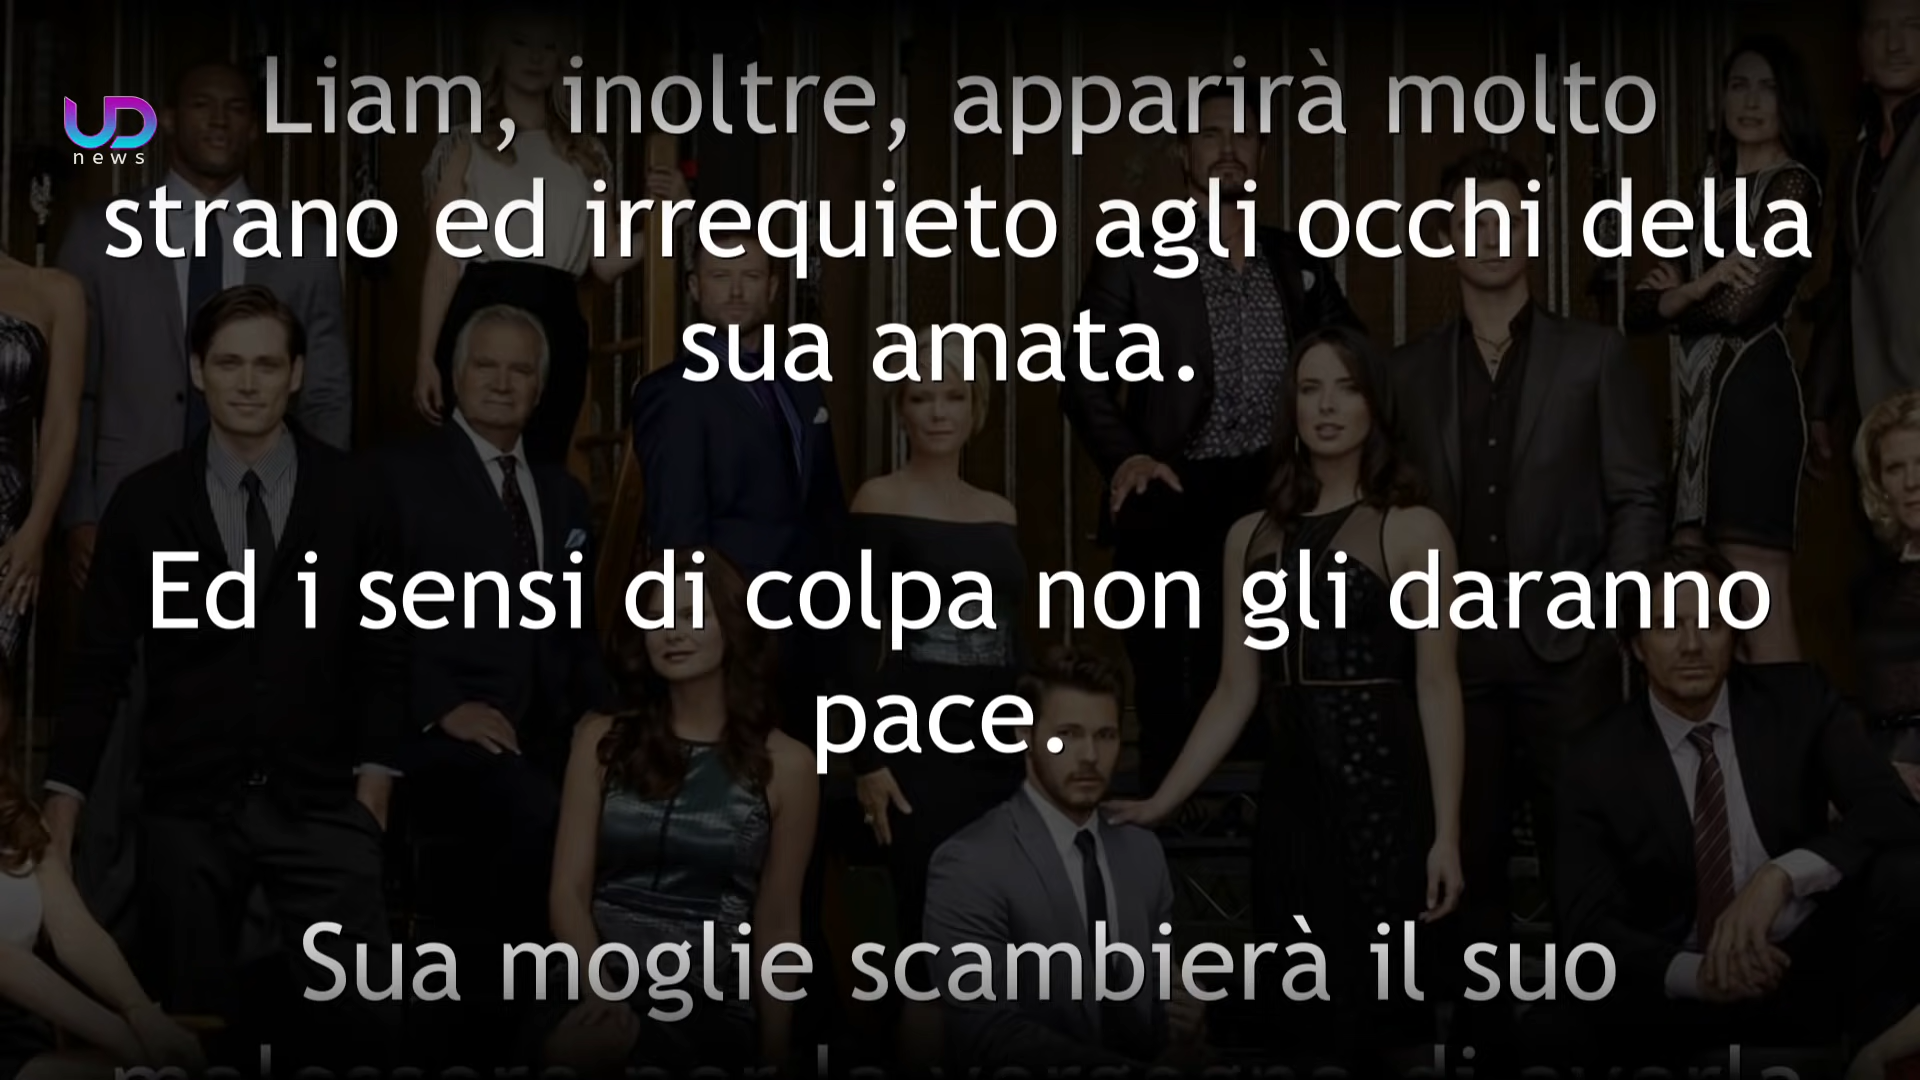 UD
news
Liam, inoltre, apparirà molto
strano ed irrequieto agli occhi della
sua amata.
Ed i sensi di colpa non gli daranno
pace.
Sua moglie scambierà il suo